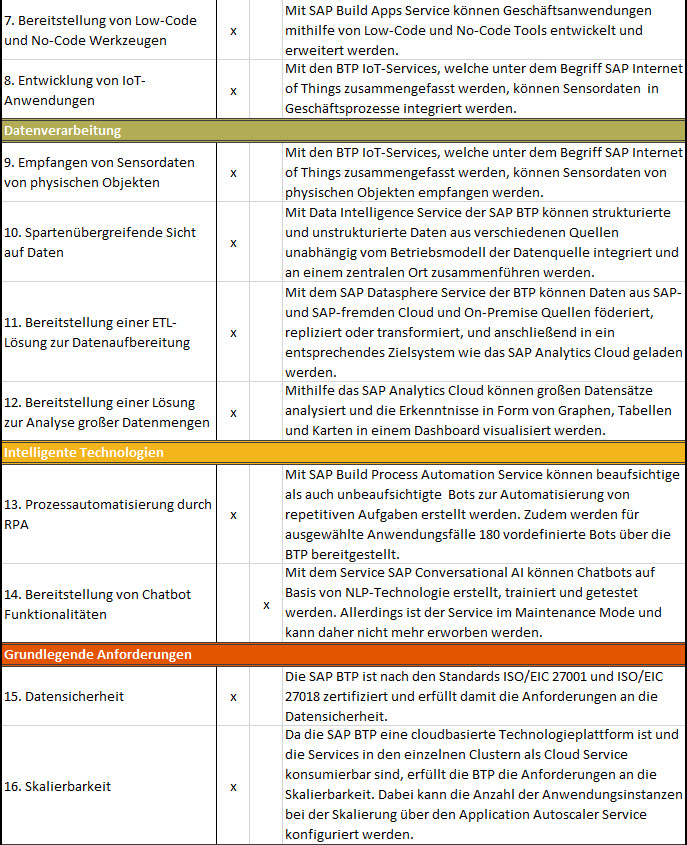 7. Bereitstellung von Low-Code
und No-Code Werkzeugen
x
Mit SAP Build Apps Service können Geschäftsanwendungen
mithilfe von Low-Code und No-Code Tools entwickelt und
erweitert werden.
8. Entwicklung von IoT-
Anwendungen
x
Mit den BTP IoT-Services, welche unter dem Begriff SAP Internet
of Things zusammengefasst werden, können Sensordaten in
Geschäftsprozesse integriert werden.
Datenverarbeitung
9. Empfangen von Sensordaten
von physischen Objekten
x
Mit den BTP IoT-Services, welche unter dem Begriff SAP Internet
of Things zusammengefasst werden, können Sensordaten von
physischen Objekten empfangen werden.
10. Spartenübergreifende Sicht
auf Daten
x
Mit Data Intelligence Service der SAP BTP können strukturierte
und unstrukturierte Daten aus verschiedenen Quellen
unabhängig vom Betriebsmodell der Datenquelle integriert und
an einem zentralen Ort zusammenführen werden.
11. Bereitstellung einer ETL-
Lösung zur Datenaufbereitung
x
Mit dem SAP Datasphere Service der BTP können Daten aus SAP-
und SAP-fremden Cloud und On-Premise Quellen föderiert,
repliziert oder transformiert, und anschließend in ein
entsprechendes Zielsystem wie das SAP Analytics Cloud geladen
werden.
12. Bereitstellung einer Lösung
zur Analyse großer Datenmengen
x
Mithilfe das SAP Analytics Cloud können großen Datensätze
analysiert und die Erkenntnisse in Form von Graphen, Tabellen
und Karten in einem Dashboard visualisiert werden.
Intelligente Technologien
13. Prozessautomatisierung durch
RPA
x
Mit SAP Build Process Automation Service können beaufsichtige
als auch unbeaufsichtigte Bots zur Automatisierung von
repetitiven Aufgaben erstellt werden. Zudem werden für
ausgewählte Anwendungsfälle 180 vordefinierte Bots über die
BTP bereitgestellt.
14. Bereitstellung von Chatbot
Funktionalitäten
x
Mit dem Service SAP Conversational AI können Chatbots auf
Basis von NLP-Technologie erstellt, trainiert und getestet
werden. Allerdings ist der Service im Maintenance Mode und
kann daher nicht mehr erworben werden.
Grundlegende Anforderungen
15. Datensicherheit
x
Die SAP BTP ist nach den Standards ISO/EIC 27001 und ISO/EIC
27018 zertifiziert und erfüllt damit die Anforderungen an die
Datensicherheit.
16. Skalierbarkeit
x
Da die SAP BTP eine cloudbasierte Technologieplattform ist und
die Services in den einzelnen Clustern als Cloud Service
konsumierbar sind, erfüllt die BTP die Anforderungen an die
Skalierbarkeit. Dabei kann die Anzahl der Anwendungsinstanzen
bei der Skalierung über den Application Autoscaler Service
konfiguriert werden.